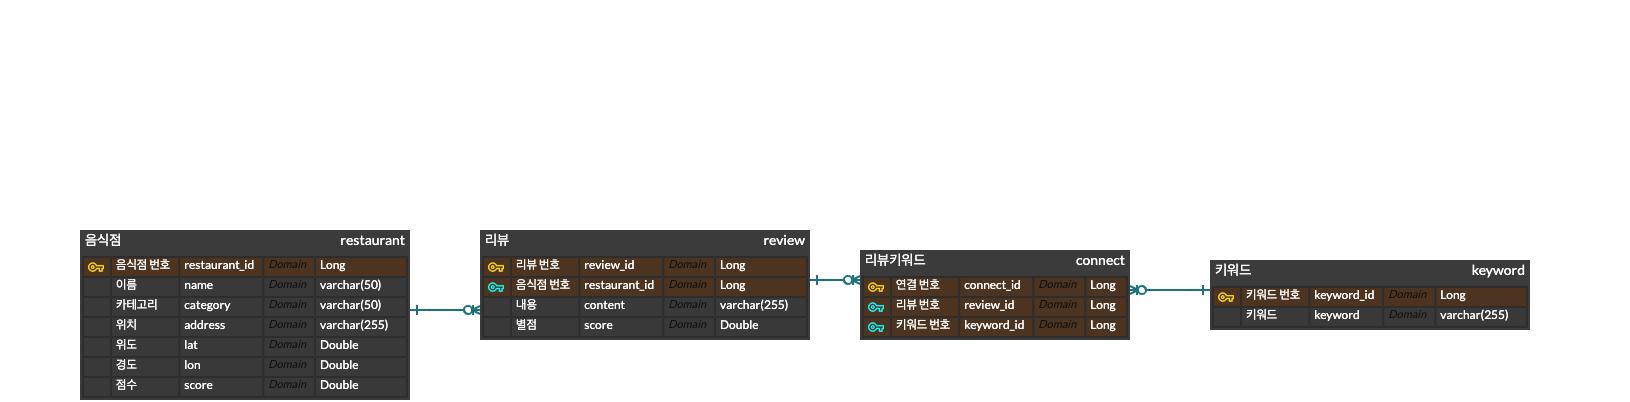 음식점 restaurant
음식점 번호 restaurant_id Domain Long
이름 name Domain varchar(50)
카테고리 category Domain varchar(50)
위치 address Domain varchar(255)
위도 lat Domain Double
경도 lon Domain Double
점수 score Domain Double
리뷰 review
리뷰 번호 review_id Domain Long
음식점 번호 restaurant_id Domain Long
내용 content Domain varchar(255)
별점 score Domain Double
리뷰키워드 connect
연결 번호 connect_id Domain Long
리뷰 번호 review_id Domain Long
키워드 번호 keyword_id Domain Long
키워드 keyword
키워드 번호 keyword_id Domain Long
키워드 keyword Domain varchar(255)